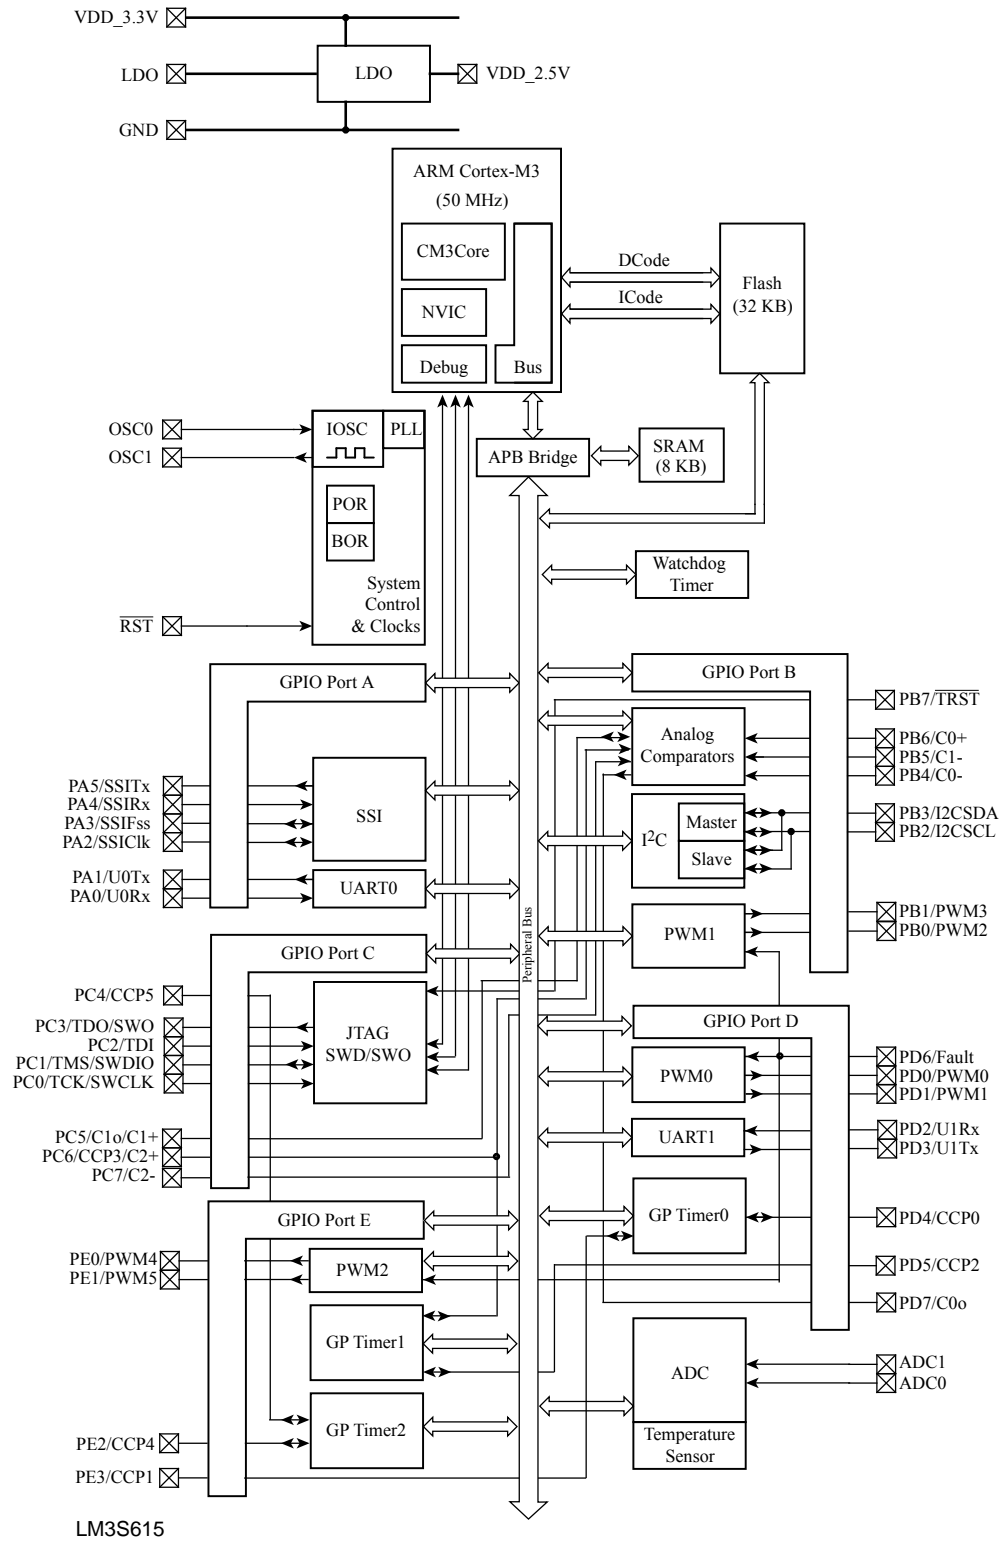 VDD_3.3V
LDO
LDO
VDD_2.5V
GND
ARM Cortex-M3
(50 MHz)
CM3Core
NVIC
Debug
Bus
DCode
ICode
Flash
(32 KB)
OSC0
OSC1
IOSC
PLL
POR
BOR
System
Control
& Clocks
RST
APB Bridge
SRAM
(8 KB)
Watchdog
Timer
GPIO Port A
PA5/SSITx
PA4/SSIRx
PA3/SSIFss
PA2/SSIClk
SSI
PA1/U0Tx
PA0/U0Rx
UART0
GPIO Port B
PB7/TRST
Analog
Comparators
PB6/C0+
PB5/C1-
PB4/C0-
I2C
Master
Slave
PB3/I2CSDA
PB2/I2CSCL
PWM1
PB1/PWM3
PB0/PWM2
Peripheral Bus
GPIO Port C
PC4/CCP5
PC3/TDO/SWO
PC2/TDI
PC1/TMS/SWDIO
PC0/TCK/SWCLK
JTAG
SWD/SWO
PC5/C1o/C1+
PC6/CCP3/C2+
PC7/C2-
GPIO Port D
PWM0
PD6/Fault
PD0/PWM0
PD1/PWM1
UART1
PD2/U1Rx
PD3/U1Tx
GP Timer0
PD4/CCP0
PD5/CCP2
PD7/C0o
GPIO Port E
PE0/PWM4
PE1/PWM5
PWM2
GP Timer1
GP Timer2
PE2/CCP4
PE3/CCP1
ADC
Temperature
Sensor
ADC1
ADC0
LM3S615